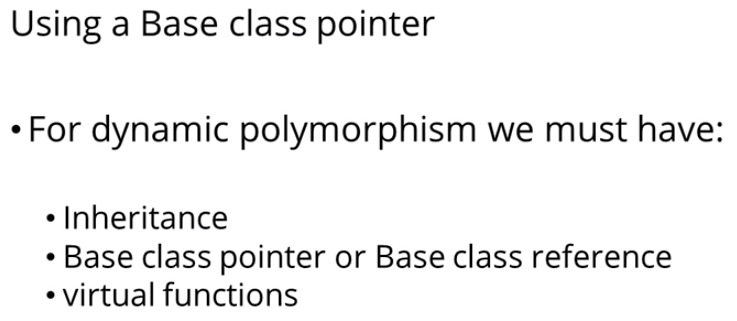 Using a Base class pointer
• For dynamic polymorphism we must have:
• Inheritance
• Base class pointer or Base class reference
• virtual functions